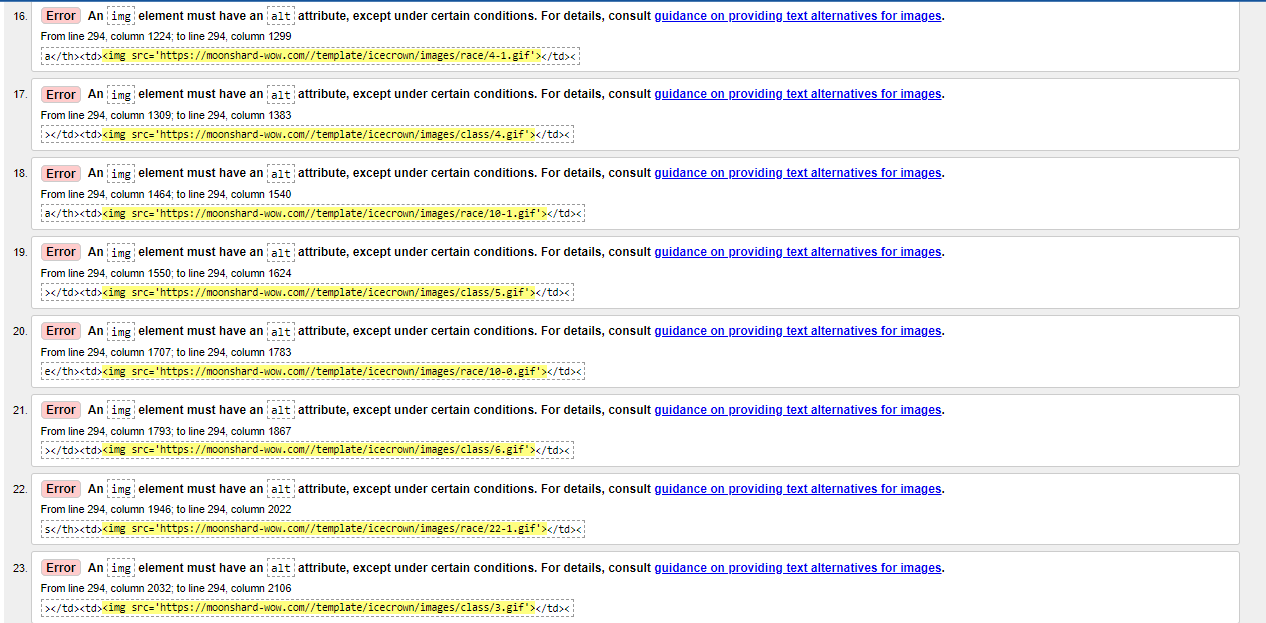 16. Error An img element must have an alt attribute, except under certain conditions. For details, consult guidance on providing text alternatives for images.
From line 294, column 1224; to line 294, column 1299
a</th><td><img src='https://moonshard-wow.com//template/icecrown/images/race/4-1.gif'></td><
17. Error An img element must have an alt attribute, except under certain conditions. For details, consult guidance on providing text alternatives for images.
From line 294, column 1309; to line 294, column 1383
></td><td><img src='https://moonshard-wow.com//template/icecrown/images/class/4.gif'></td><
18. Error An img element must have an alt attribute, except under certain conditions. For details, consult guidance on providing text alternatives for images.
From line 294, column 1464; to line 294, column 1540
a</th><td><img src='https://moonshard-wow.com//template/icecrown/images/race/10-1.gif'></td><
19. Error An img element must have an alt attribute, except under certain conditions. For details, consult guidance on providing text alternatives for images.
From line 294, column 1550; to line 294, column 1624
></td><td><img src='https://moonshard-wow.com//template/icecrown/images/class/5.gif'></td><
20. Error An img element must have an alt attribute, except under certain conditions. For details, consult guidance on providing text alternatives for images.
From line 294, column 1707; to line 294, column 1783
e</th><td><img src='https://moonshard-wow.com//template/icecrown/images/race/10-0.gif'></td><
21. Error An img element must have an alt attribute, except under certain conditions. For details, consult guidance on providing text alternatives for images.
From line 294, column 1793; to line 294, column 1867
></td><td><img src='https://moonshard-wow.com//template/icecrown/images/class/6.gif'></td><
22. Error An img element must have an alt attribute, except under certain conditions. For details, consult guidance on providing text alternatives for images.
From line 294, column 1946; to line 294, column 2022
s</th><td><img src='https://moonshard-wow.com//template/icecrown/images/race/22-1.gif'></td><
23. Error An img element must have an alt attribute, except under certain conditions. For details, consult guidance on providing text alternatives for images.
From line 294, column 2032; to line 294, column 2106
></td><td><img src='https://moonshard-wow.com//template/icecrown/images/class/3.gif'></td><